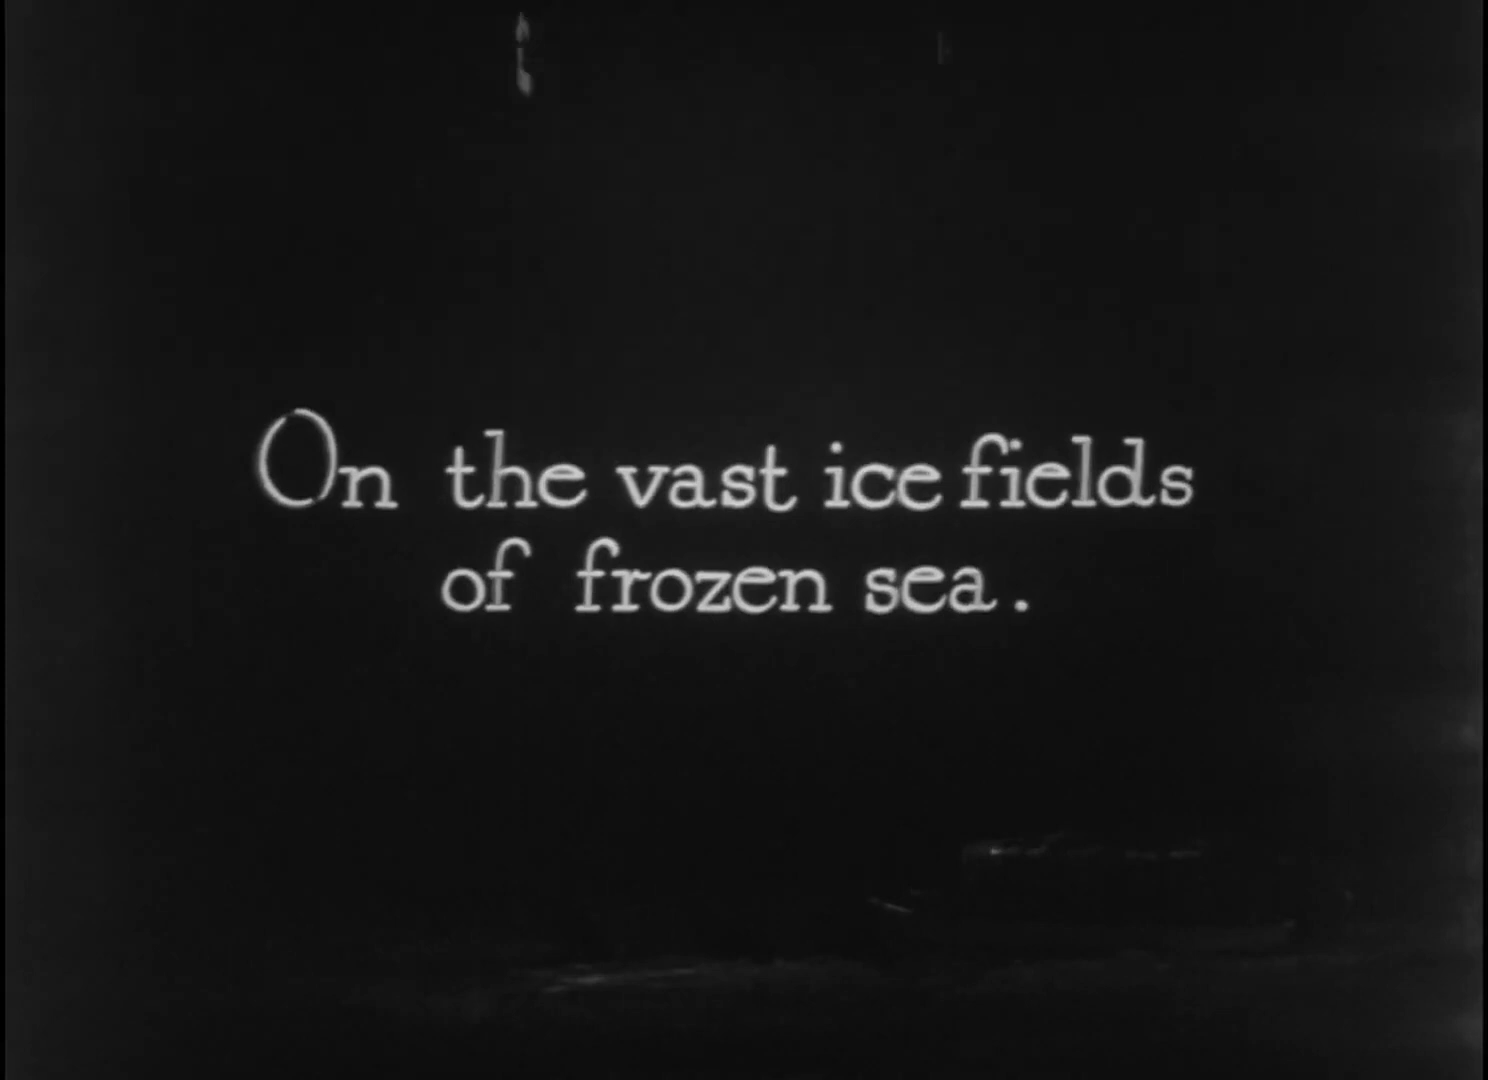 On the vast ice fields
of frozen sea.